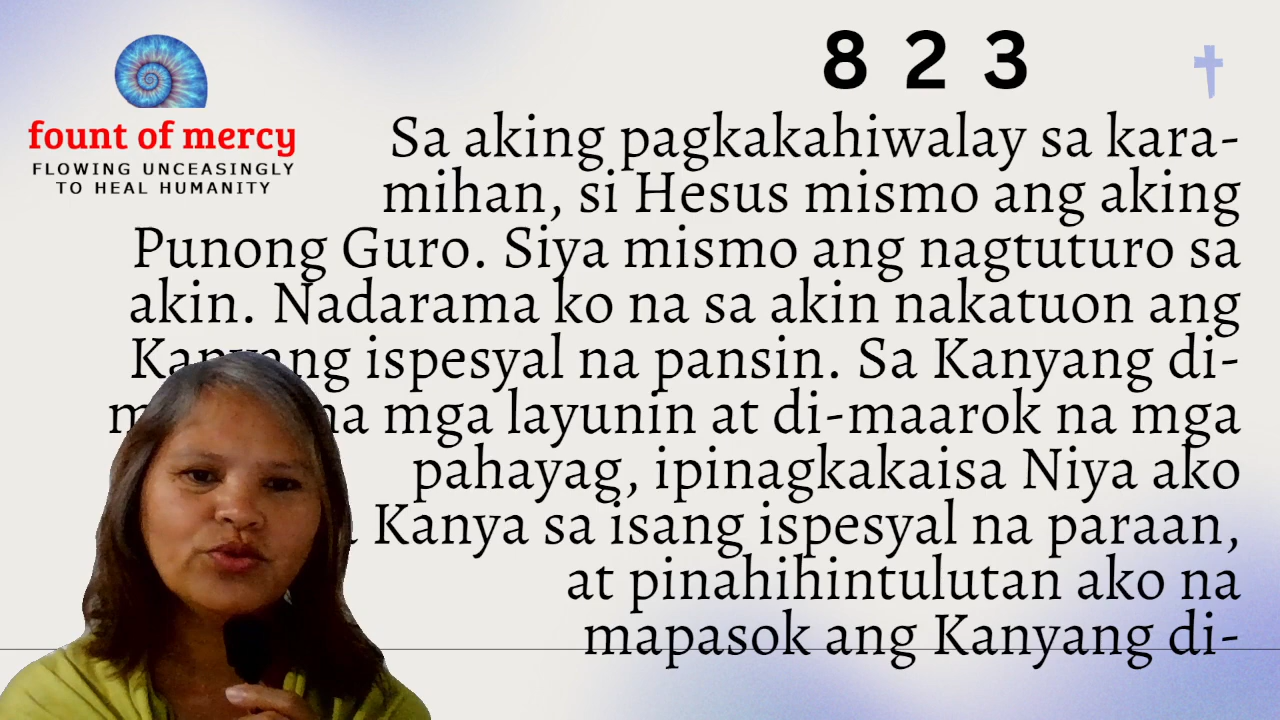 fount of mercy
FLOWING UNCEASINGLY
TO HEAL HUMANITY
8 2 3
Sa aking pagkakahiwalay sa kara-
mihan, si Hesus mismo ang aking
Punong Guro. Siya mismo ang nagtuturo sa
akin. Nadarama ko na sa akin nakatuon ang
Kanyang ispesyal na pansin. Sa Kanyang di-
na mga layunin at di-maarok na mga
pahayag, ipinagkakaisa Niya ako
Kanya sa isang ispesyal na paraan,
at pinahihintulutan ako na
mapasok ang Kanyang di-